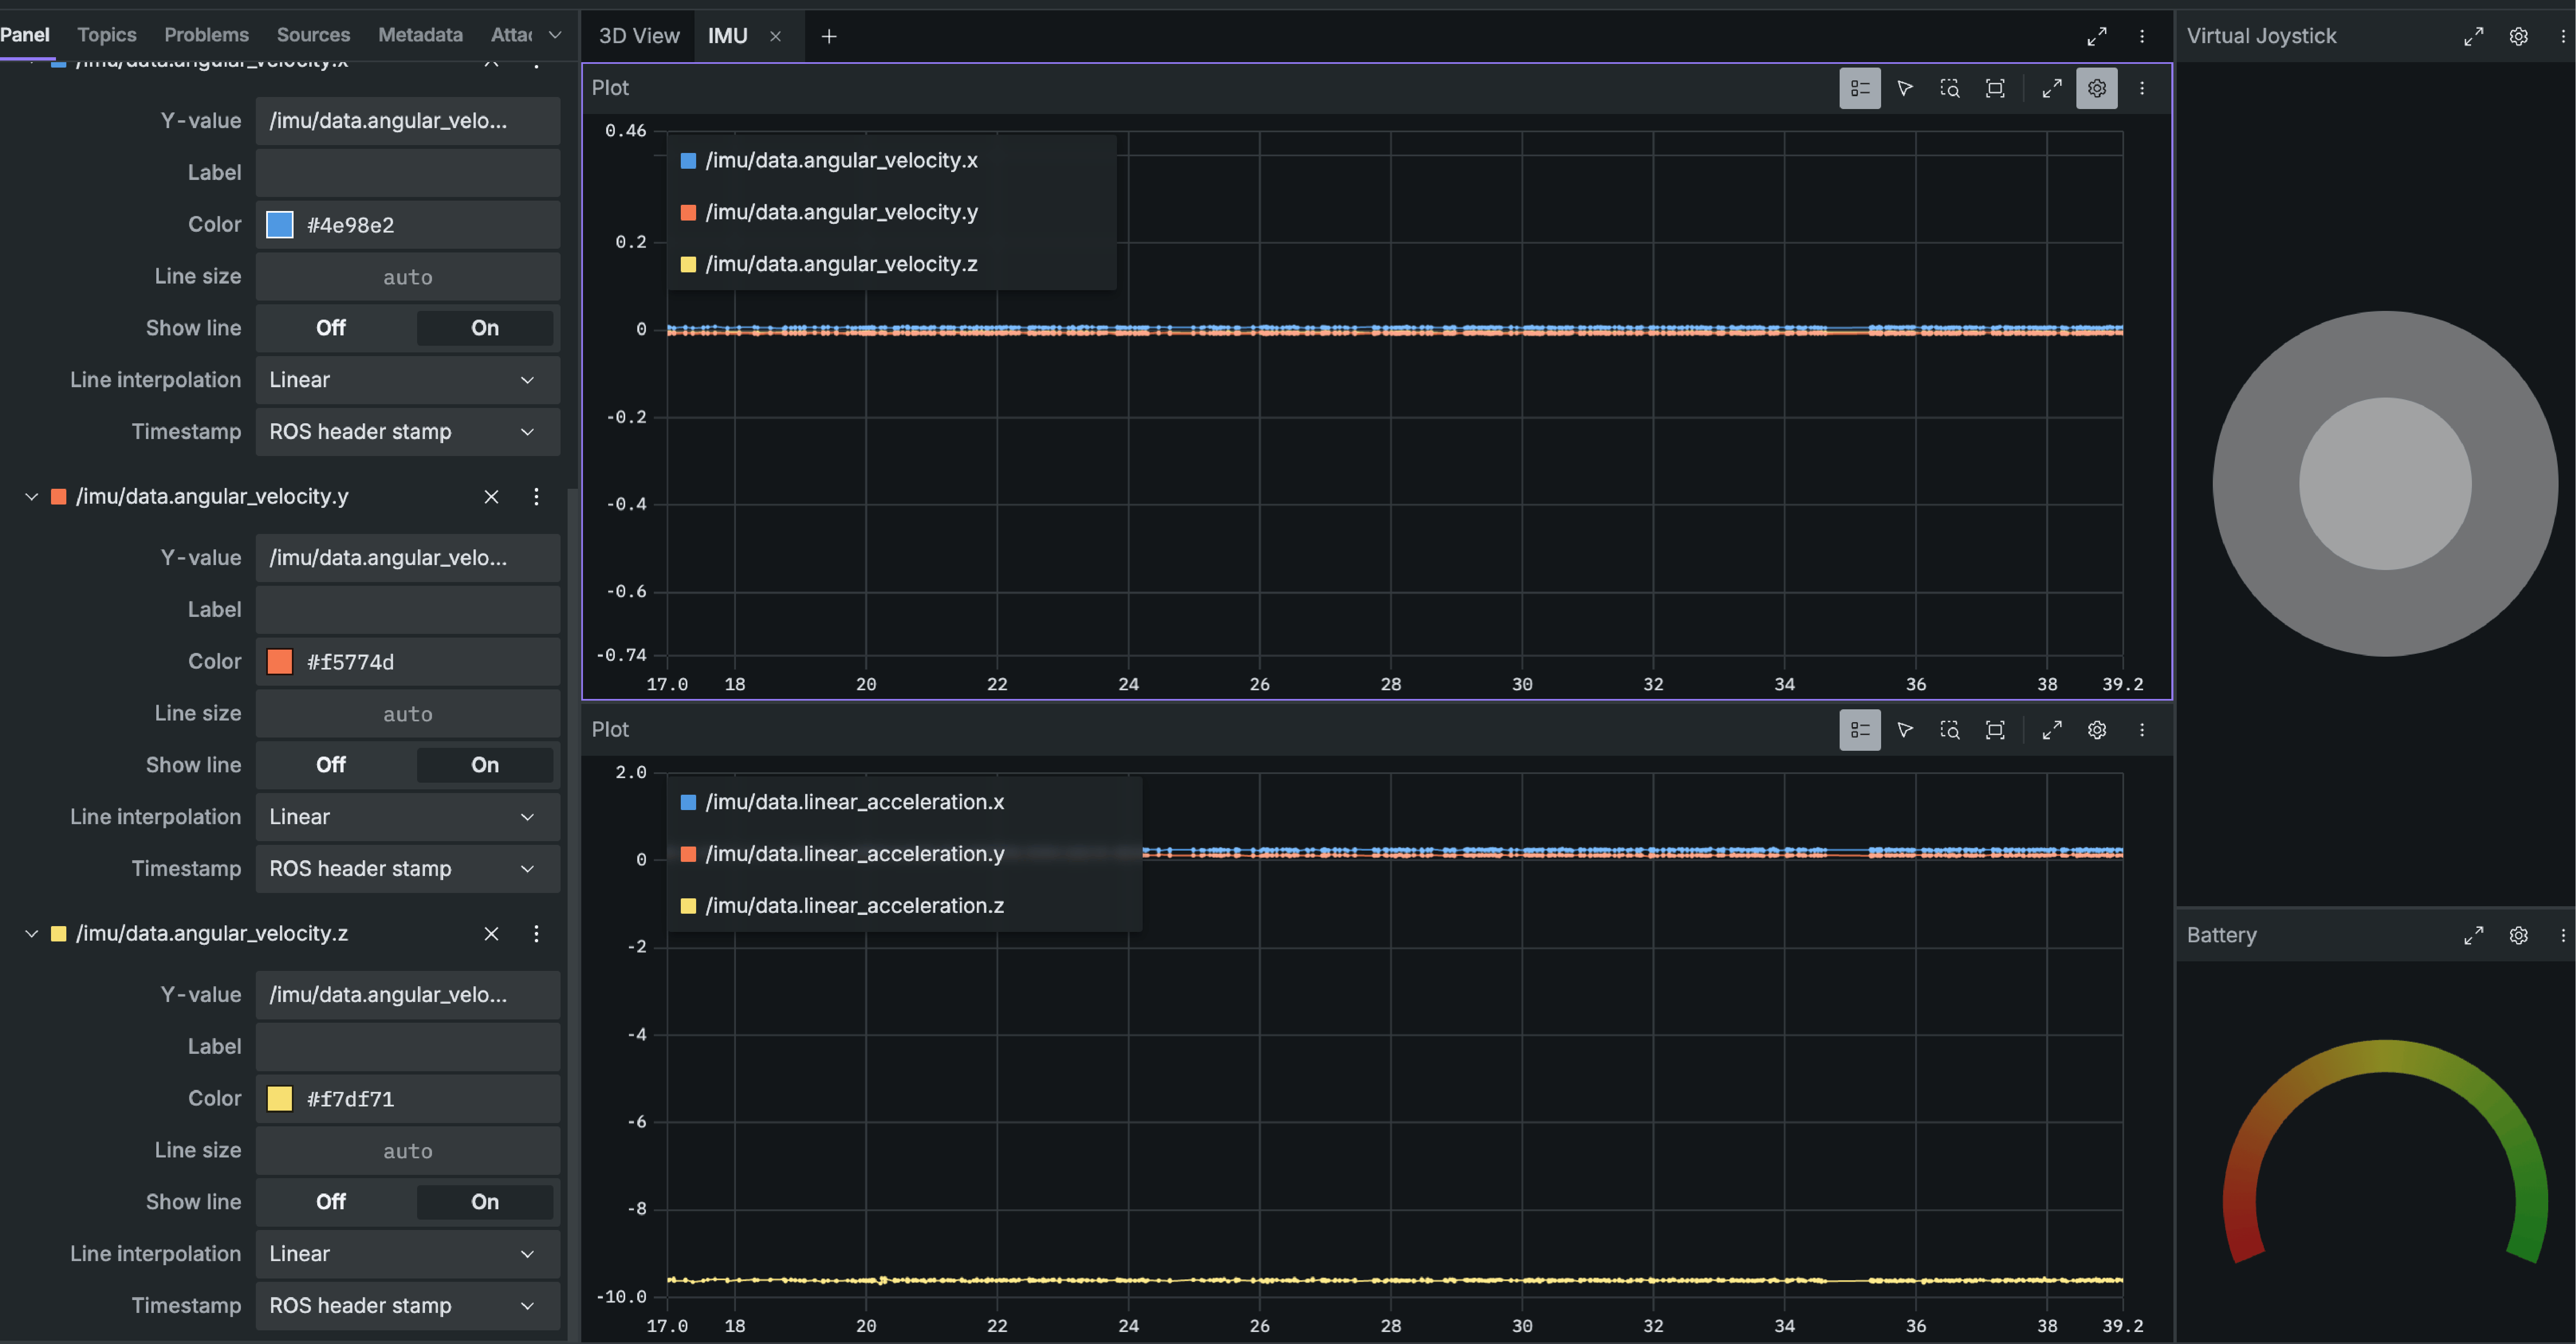 Panel Topics Problems Sources Metadata Attac
/imu/data.angular_velocity.x
Y-value /imu/data.angular_velo...
Label
Color #4e98e2
Line size auto
Show line Off On
Line interpolation Linear
Timestamp ROS header stamp
/imu/data.angular_velocity.y
Y-value /imu/data.angular_velo...
Label
Color #f5774d
Line size auto
Show line Off On
Line interpolation Linear
Timestamp ROS header stamp
/imu/data.angular_velocity.z
Y-value /imu/data.angular_velo...
Label
Color #f7df71
Line size auto
Show line Off On
Line interpolation Linear
Timestamp ROS header stamp
3D View IMU
Plot
/imu/data.angular_velocity.x
/imu/data.angular_velocity.y
/imu/data.angular_velocity.z
0.46
0.2
0
-0.2
-0.4
-0.6
-0.74
17.0 18 20 22 24 26 28 30 32 34 36 38 39.2
Plot
/imu/data.linear_acceleration.x
/imu/data.linear_acceleration.y
/imu/data.linear_acceleration.z
2.0
0
-2
-4
-6
-8
-10.0
17.0 18 20 22 24 26 28 30 32 34 36 38 39.2
Virtual Joystick
Battery